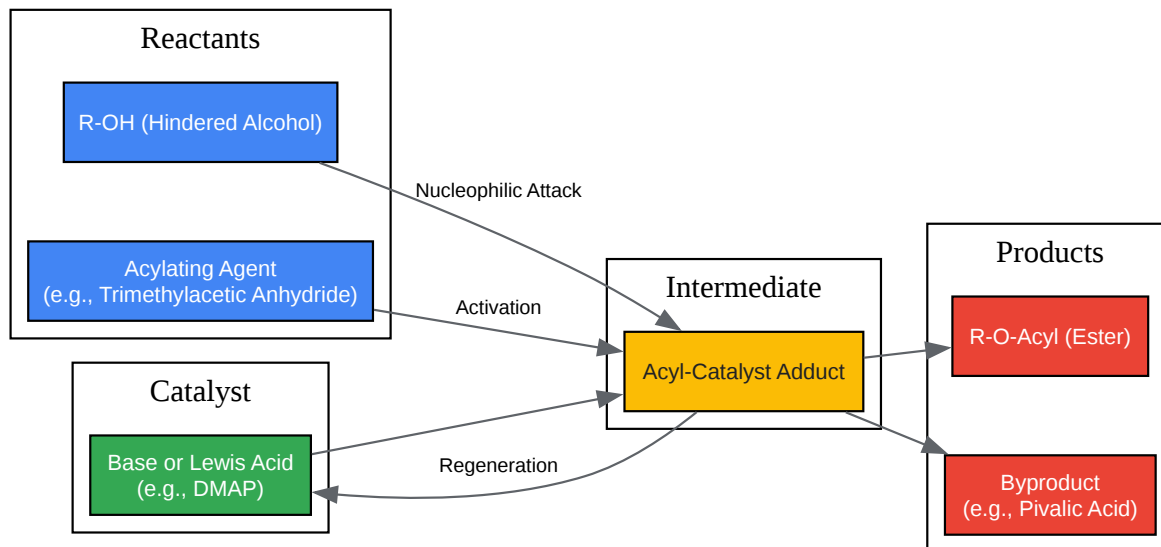 Reactants
R-OH (Hindered Alcohol)
Nucleophilic Attack
Acylating Agent
(e.g., Trimethylacetic Anhydride)
Activation
Catalyst
Base or Lewis Acid
(e.g., DMAP)
Regeneration
Intermediate
Acyl-Catalyst Adduct
Products
R-O-Acyl (Ester)
Byproduct
(e.g., Pivalic Acid)